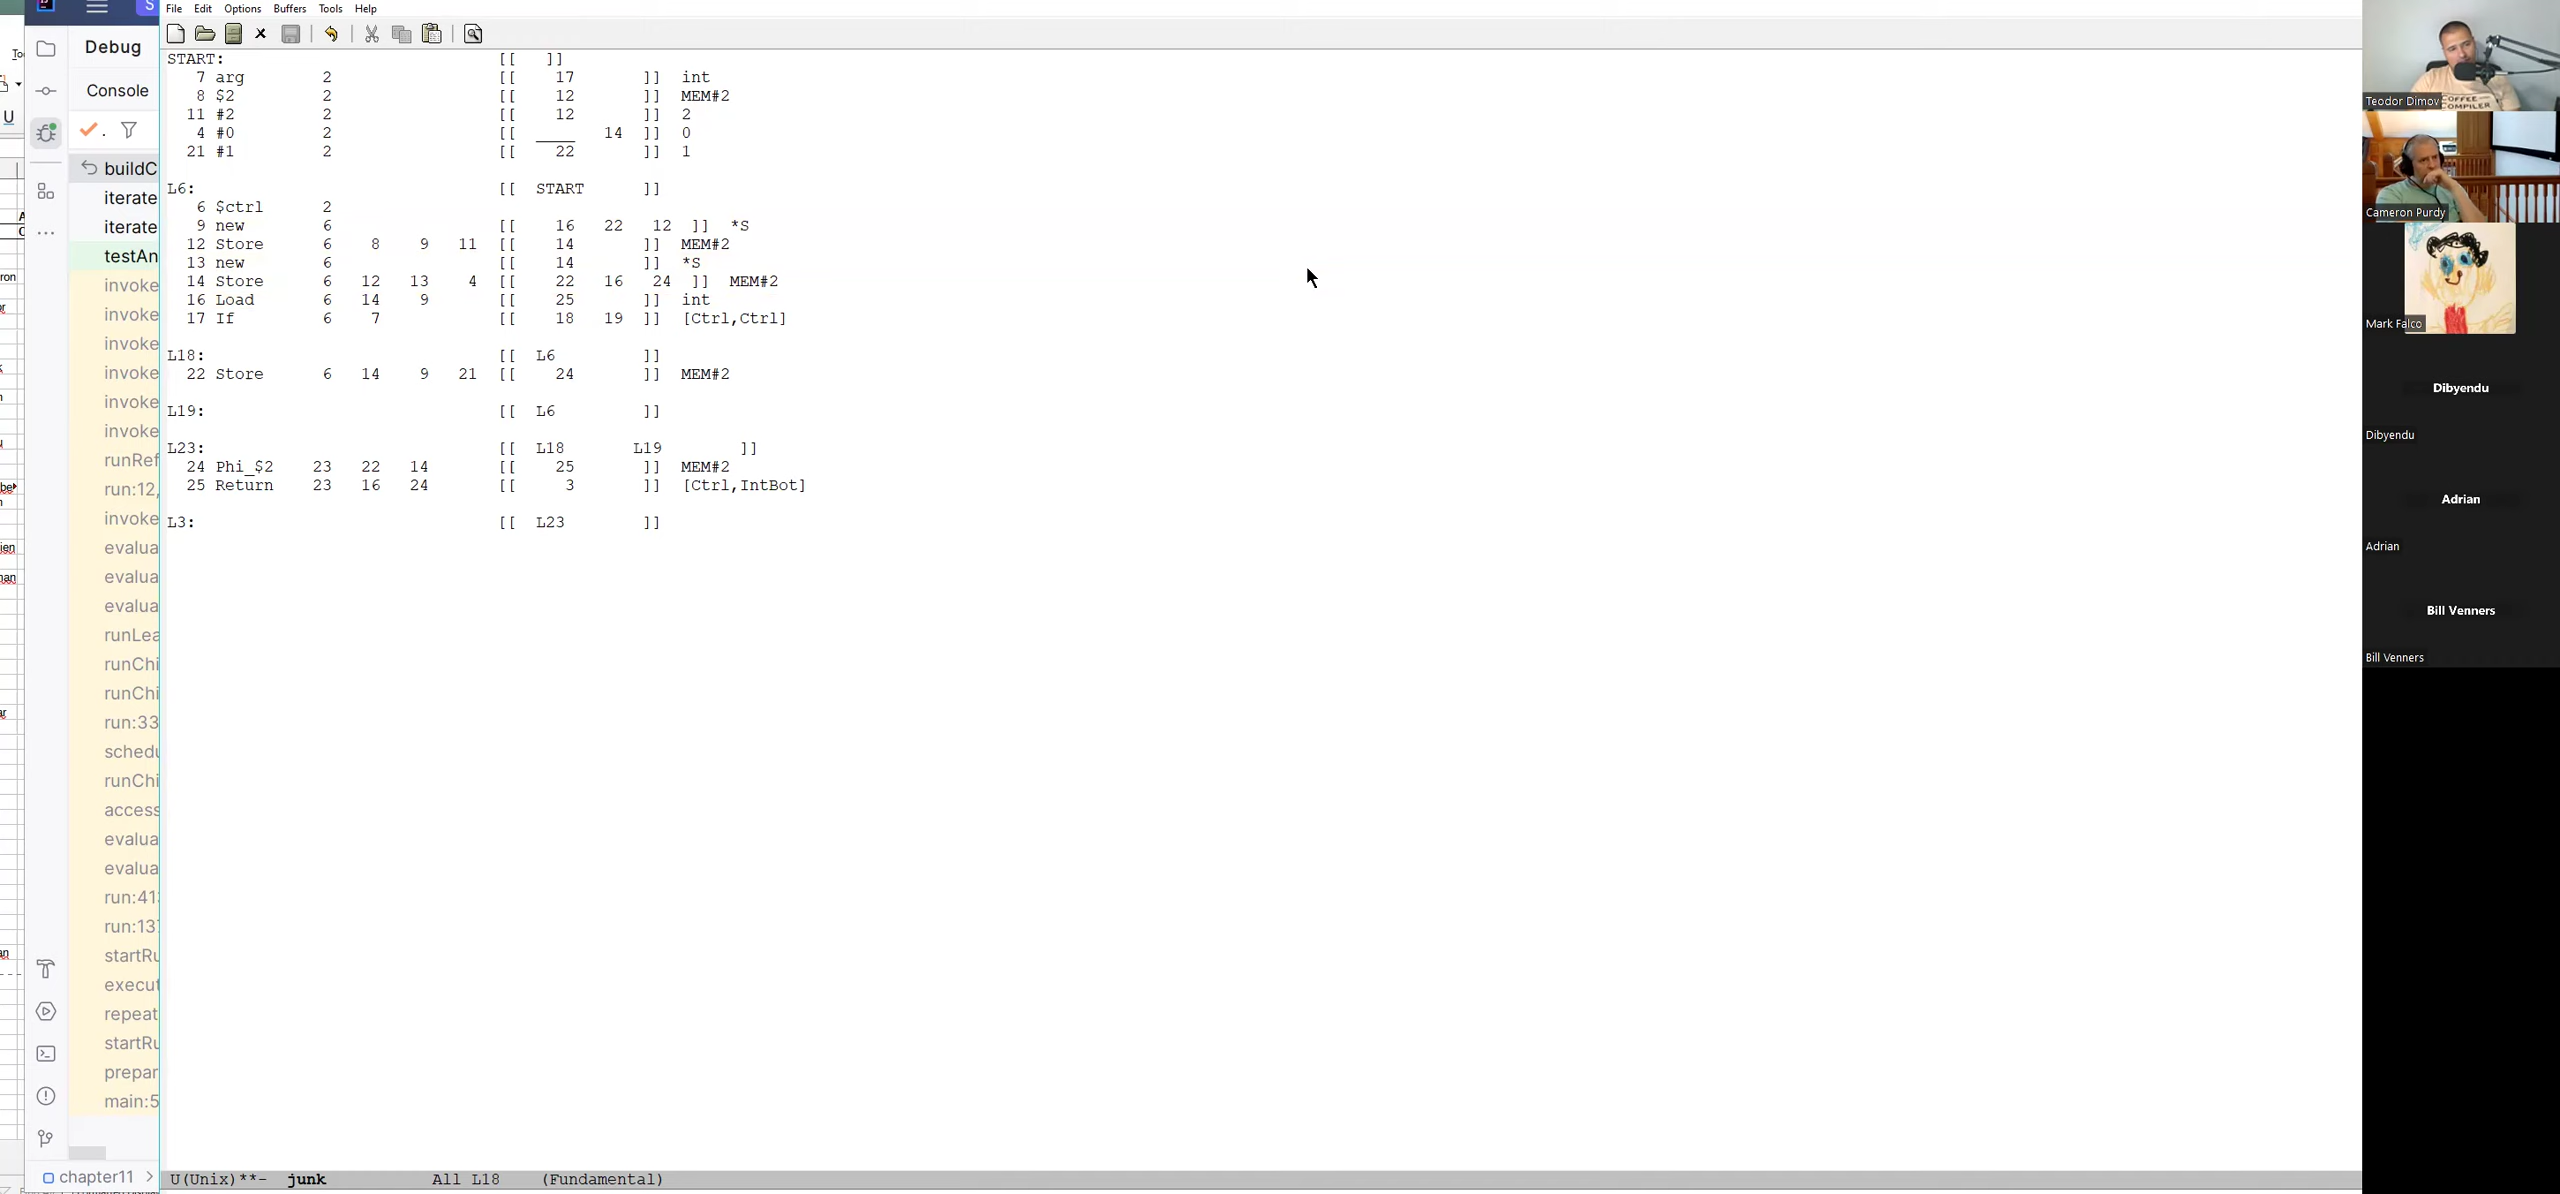 File Edit Options Buffers Tools Help
START: [[ ]]
7 arg 2 [[ 17 ]] int
8 $2 2 [[ 12 ]] MEM#2
11 #2 2 [[ 12 ]] 2
4 #0 2 [[ ____ 14 ]] 0
21 #1 2 [[ 22 ]] 1
L6: [[ START ]]
6 $ctrl 2
9 new 6 [[ 16 22 12 ]] *S
12 Store 6 8 9 11 [[ 14 ]] MEM#2
13 new 6 [[ 14 ]] *S
14 Store 6 12 13 4 [[ 22 16 24 ]] MEM#2
16 Load 6 14 9 [[ 25 ]] int
17 If 6 7 [[ 18 19 ]] [Ctrl,Ctrl]
L18: [[ L6 ]]
22 Store 6 14 9 21 [[ 24 ]] MEM#2
L19: [[ L6 ]]
L23: [[ L18 L19 ]]
24 Phi_$2 23 22 14 [[ 25 ]] MEM#2
25 Return 23 16 24 [[ 3 ]] [Ctrl,IntBot]
L3: [[ L23 ]]
U(Unix)**- junk All L18 (Fundamental)
Debug
Console
buildC
iterate
iterate
testAn
invoke
invoke
invoke
invoke
invoke
invoke
runRef
run:12,
invoke
evalua
evalua
evalua
runLea
runChi
runChi
run:33
schedu
runChi
access
evalua
evalua
run:41
run:13
startRu
execut
repeat
startRu
prepar
main:5
chapter11 >
Teodor Dimov
COFFEE
COMPILER
Cameron Purdy
Mark Falco
Dibyendu
Dibyendu
Adrian
Adrian
Bill Venners
Bill Venners